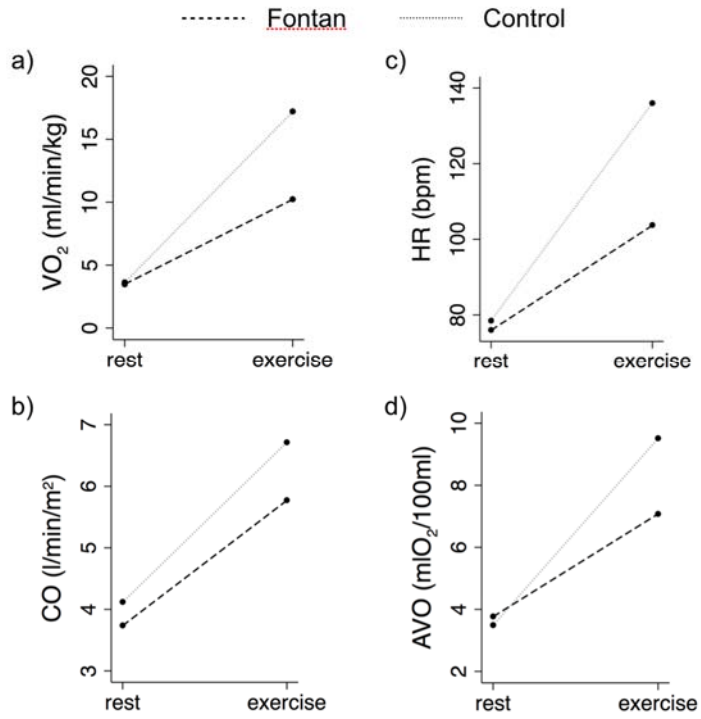 Fontan
Control
a)
VO₂ (ml/min/kg)
20
15
10
5
0
rest
exercise
c)
HR (bpm)
140
120
100
80
rest
exercise
b)
CO (l/min/m²)
7
6
5
4
3
rest
exercise
d)
AVO (mlO₂/100ml)
10
8
6
4
2
rest
exercise